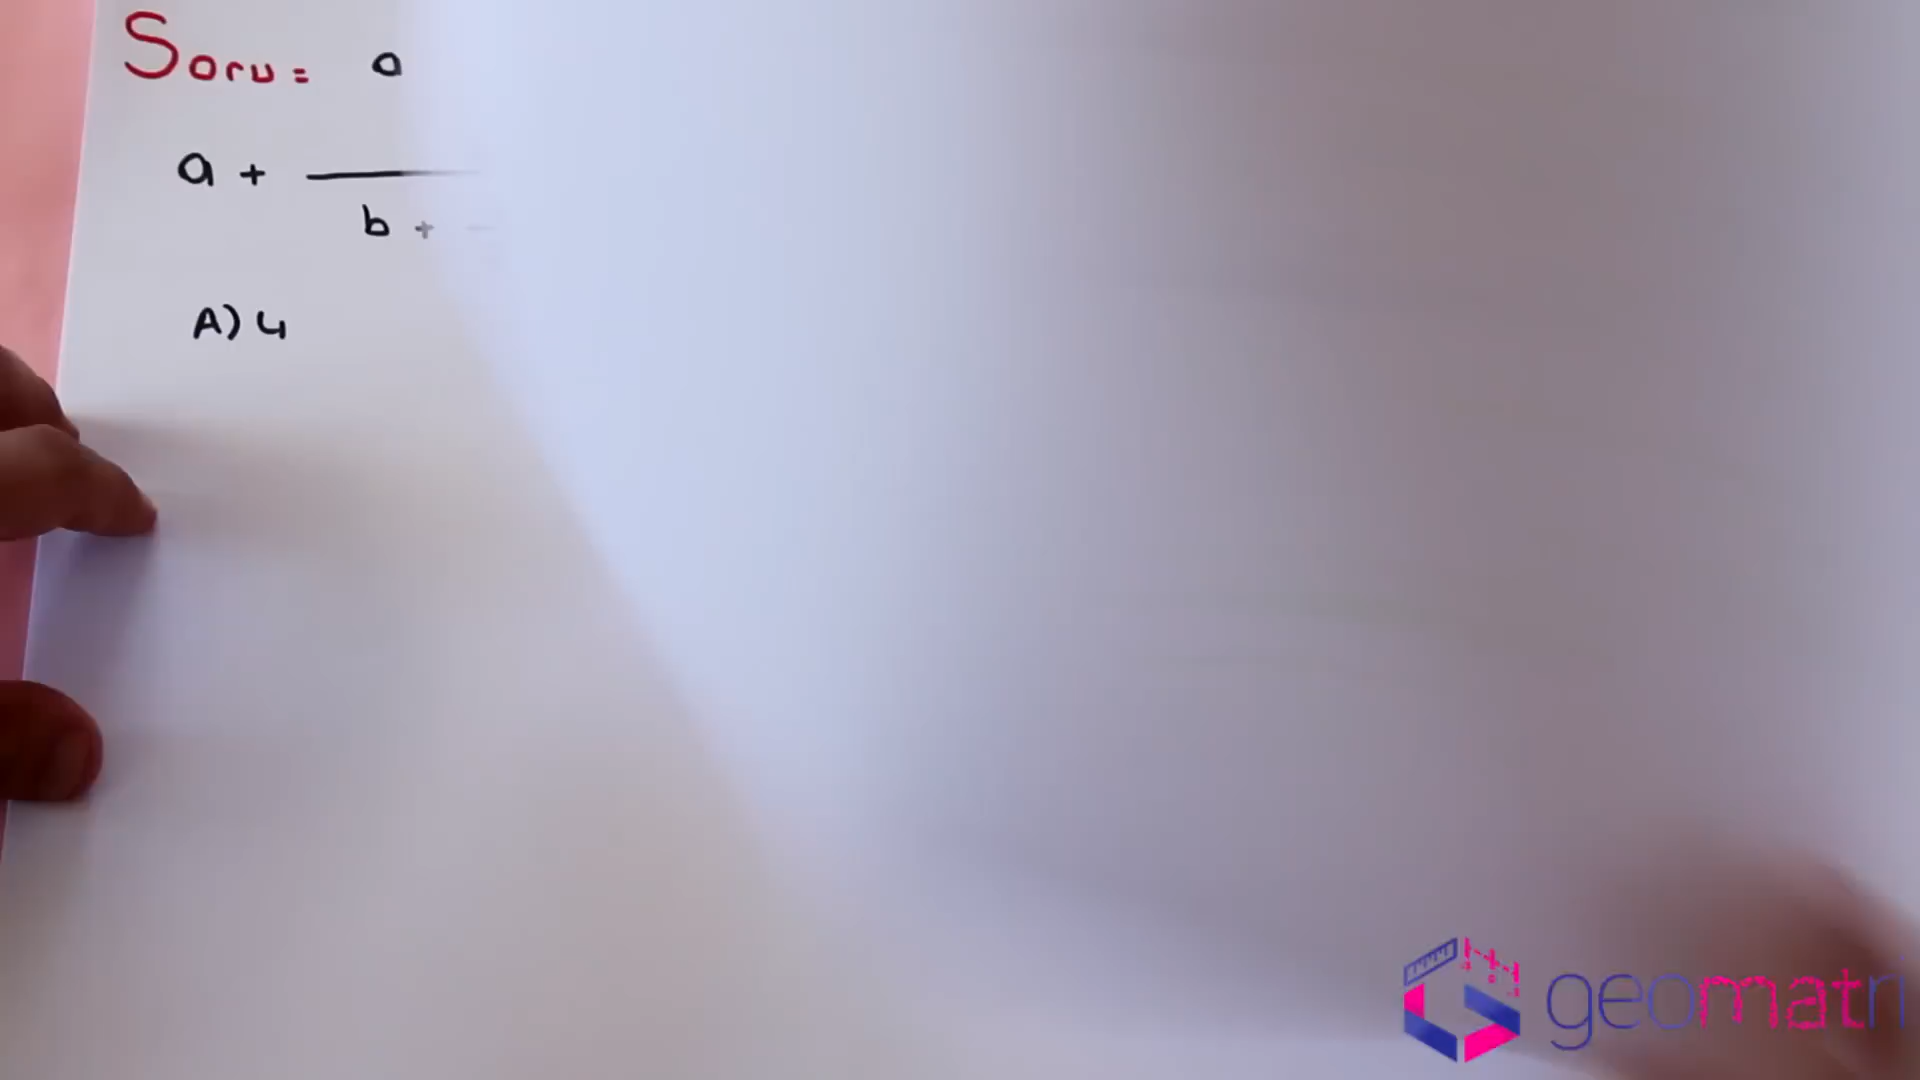 Soru = a
a + ―
b +
A) 4
geomatri